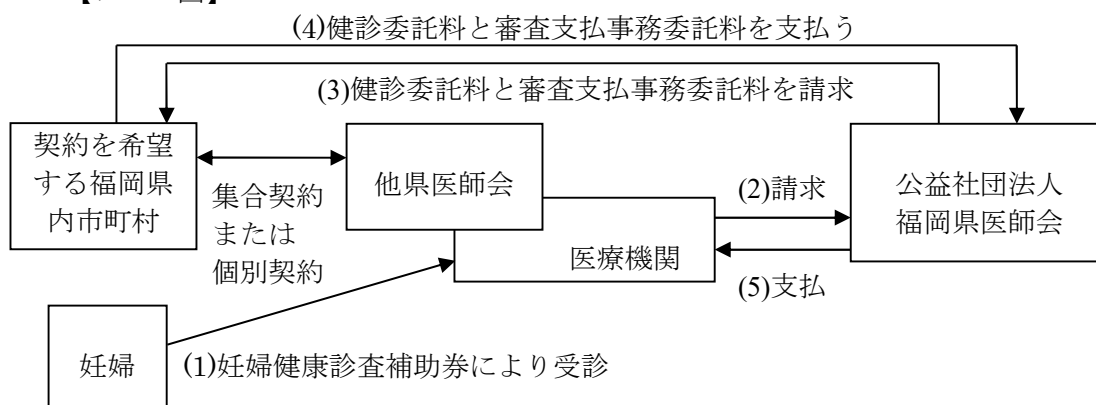 (4)健診委託料と審査支払事務委託料を支払う
(3)健診委託料と審査支払事務委託料を請求
契約を希望
する福岡県
内市町村
集合契約
または
個別契約
他県医師会
医療機関
(2)請求
(5)支払
公益社団法人
福岡県医師会
妊婦
(1)妊婦健康診査補助券により受診